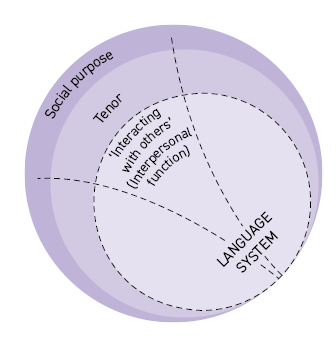 Social purpose
Tenor
'Interacting
with others'
(Interpersonal
function)
LANGUAGE
SYSTEM